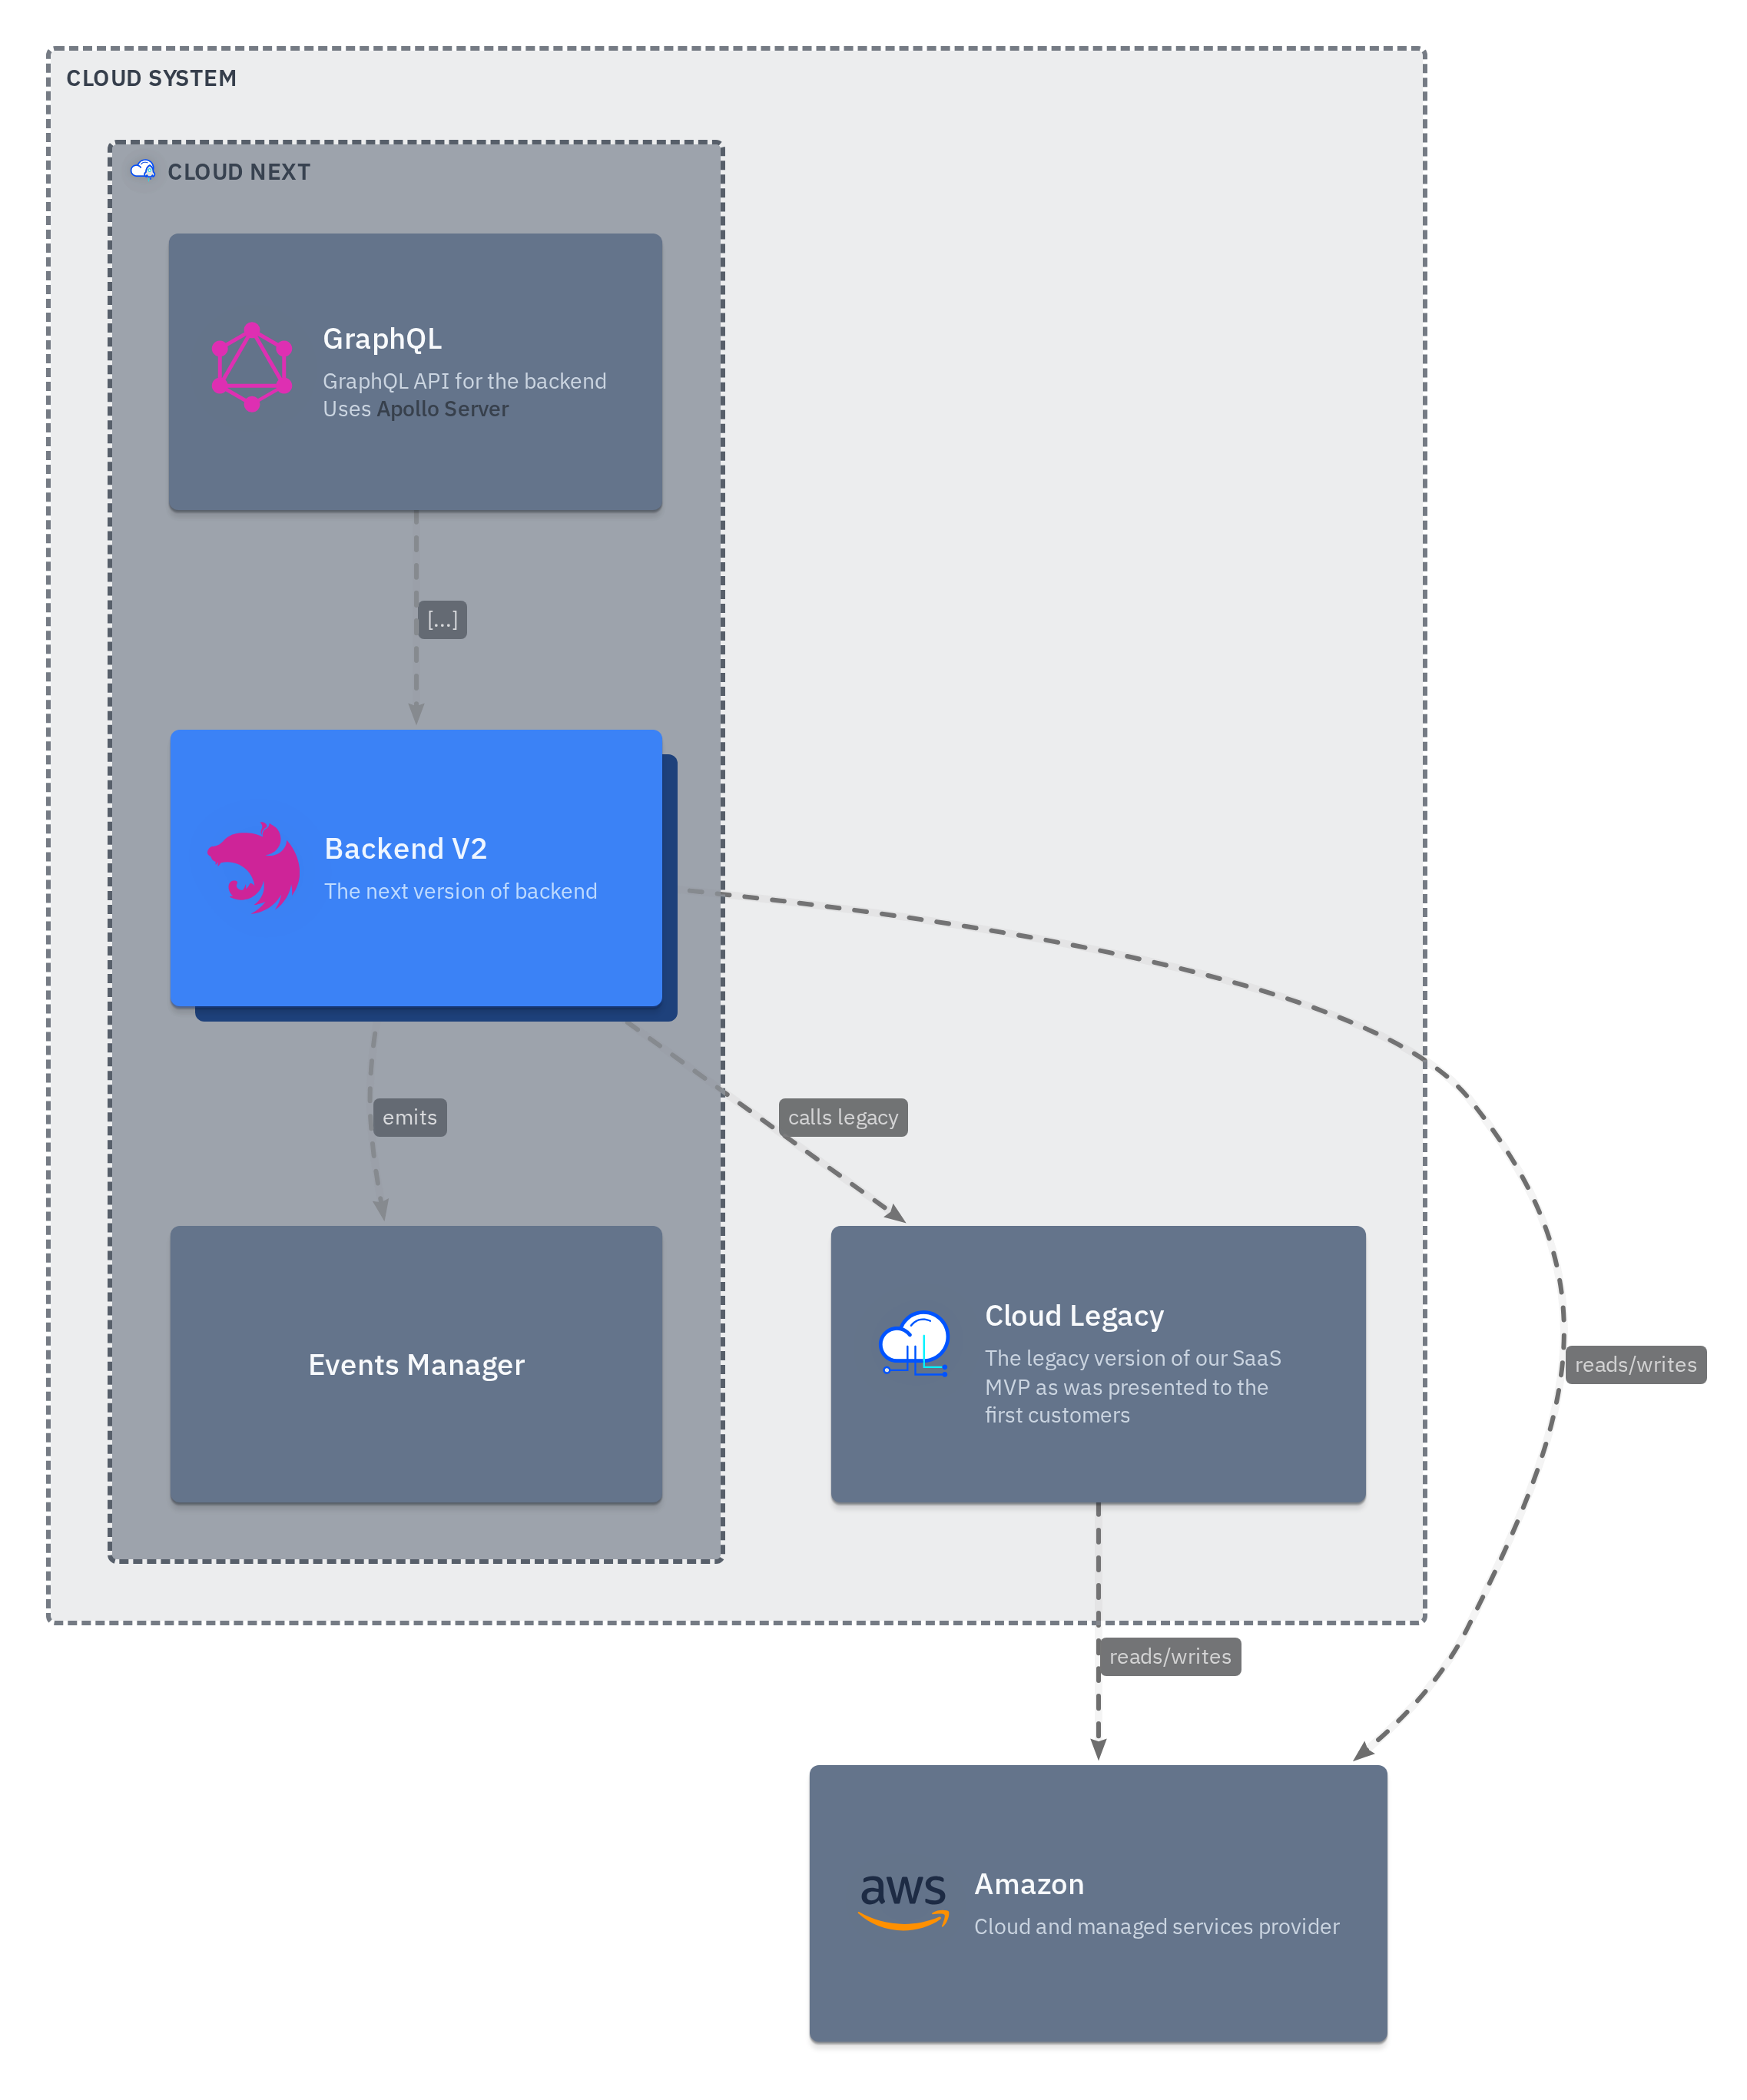 CLOUD SYSTEM
CLOUD NEXT
GraphQL
GraphQL API for the backend
Uses Apollo Server
[...]
Backend V2
The next version of backend
emits
calls legacy
Events Manager
Cloud Legacy
The legacy version of our SaaS
MVP as was presented to the
first customers
reads/writes
reads/writes
aws
Amazon
Cloud and managed services provider